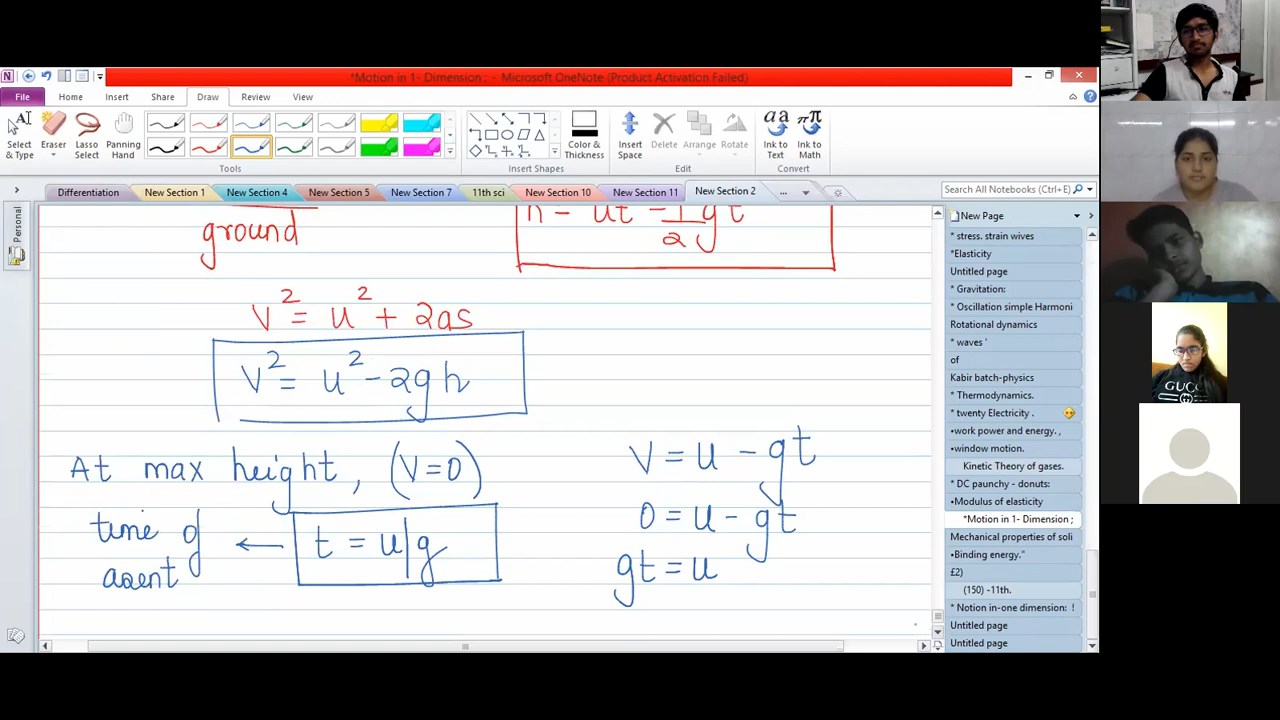 *Motion in 1- Dimension ; - Microsoft OneNote (Product Activation Failed)
File Home Insert Share Draw Review View
Select & Type
Eraser
Lasso Select
Panning Hand
Color & Thickness
Insert Space
Delete
Arrange
Rotate
Ink to Text
Ink to Math
Tools
Insert Shapes
Edit
Convert
Differentiation New Section 1 New Section 4 New Section 5 New Section 7 11th sci New Section 10 New Section 11 New Section 2 ...
Search All Notebooks (Ctrl+E)
Personal
ground
h = ut - 1/2 gt
V² = u² + 2as
V² = u² - 2gh
At max height, (V=0)
time of
asent
← t = u/g
V = u - gt
0 = u - gt
gt = u
New Page
* stress. strain wives
*Elasticity
Untitled page
* Gravitation:
* Oscillation simple Harmoni
Rotational dynamics
* waves '
of
Kabir batch-physics
* Thermodynamics.
* twenty Electricity .
•work power and energy. ,
•window motion.
Kinetic Theory of gases.
* DC paunchy - donuts:
•Modulus of elasticity
*Motion in 1- Dimension ;
Mechanical properties of soli
•Binding energy."
£2)
(150) -11th.
* Notion in-one dimension: !
Untitled page
Untitled page
GUCC